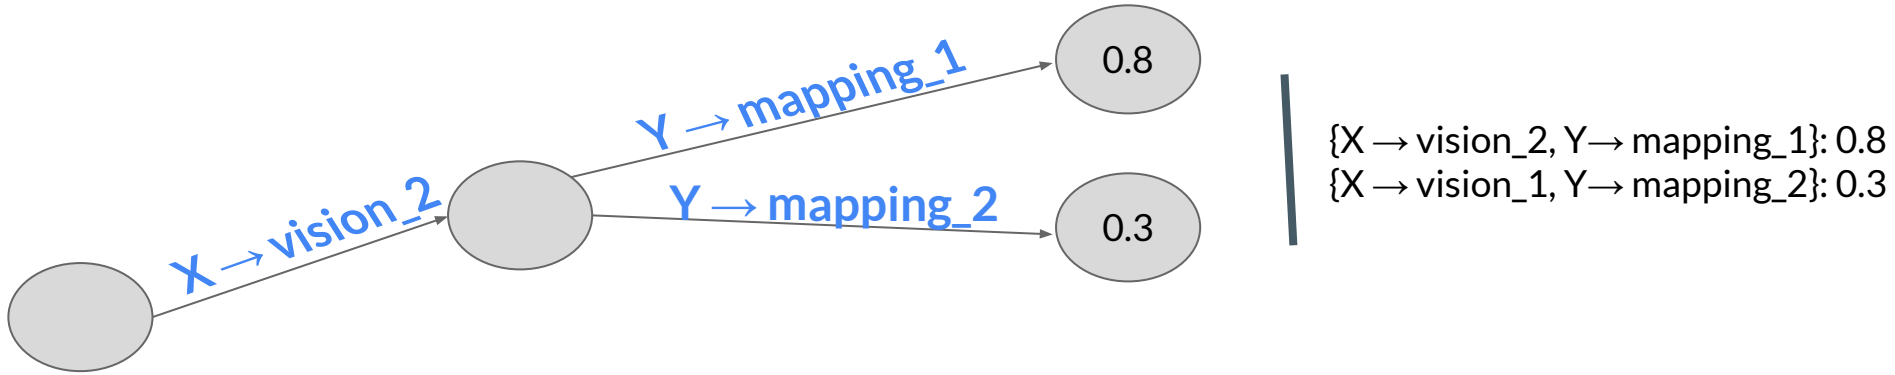 Y → mapping_1
0.8
X → vision_2
Y → mapping_2
0.3
{X → vision_2, Y→ mapping_1}: 0.8
{X → vision_1, Y→ mapping_2}: 0.3